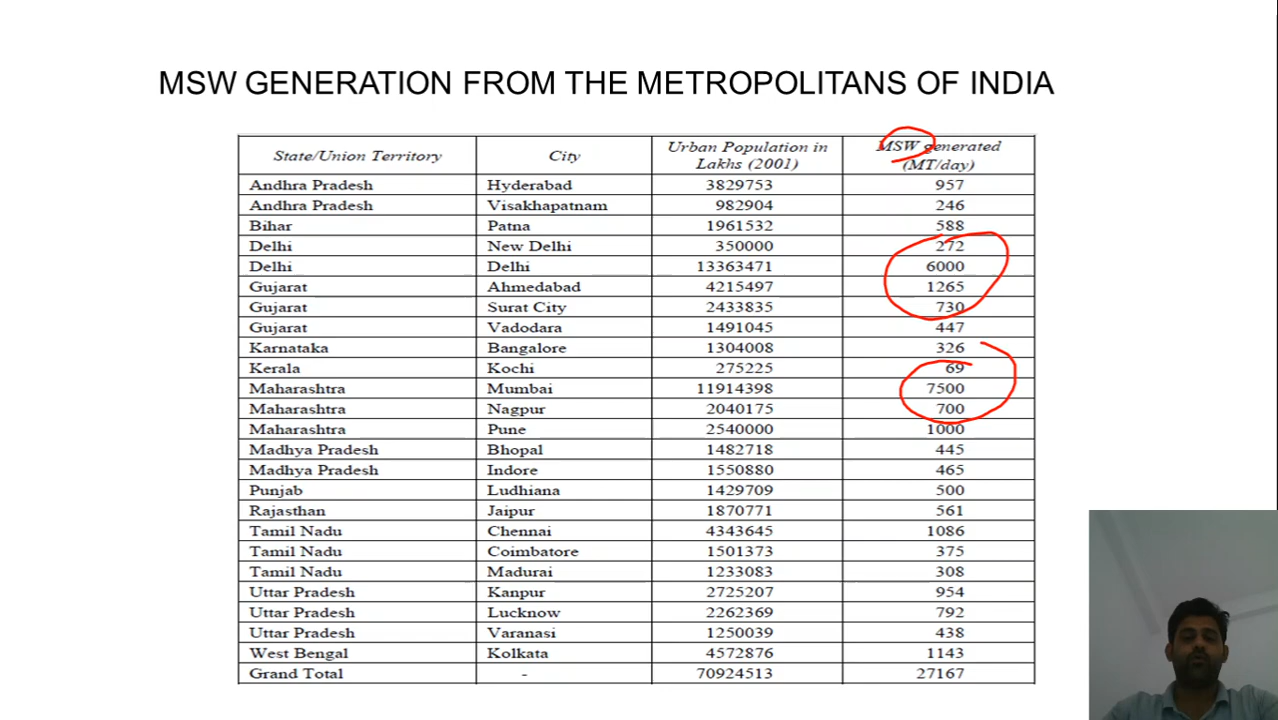 MSW GENERATION FROM THE METROPOLITANS OF INDIA
State/Union Territory City Urban Population in Lakhs (2001) MSW generated (MT/day)
Andhra Pradesh Hyderabad 3829753 957
Andhra Pradesh Visakhapatnam 982904 246
Bihar Patna 1961532 588
Delhi New Delhi 350000 272
Delhi Delhi 13363471 6000
Gujarat Ahmedabad 4215497 1265
Gujarat Surat City 2433835 730
Gujarat Vadodara 1491045 447
Karnataka Bangalore 1304008 326
Kerala Kochi 275225 69
Maharashtra Mumbai 11914398 7500
Maharashtra Nagpur 2040175 700
Maharashtra Pune 2540000 1000
Madhya Pradesh Bhopal 1482718 445
Madhya Pradesh Indore 1550880 465
Punjab Ludhiana 1429709 500
Rajasthan Jaipur 1870771 561
Tamil Nadu Chennai 4343645 1086
Tamil Nadu Coimbatore 1501373 375
Tamil Nadu Madurai 1233083 308
Uttar Pradesh Kanpur 2725207 954
Uttar Pradesh Lucknow 2262369 792
Uttar Pradesh Varanasi 1250039 438
West Bengal Kolkata 4572876 1143
Grand Total - 70924513 27167